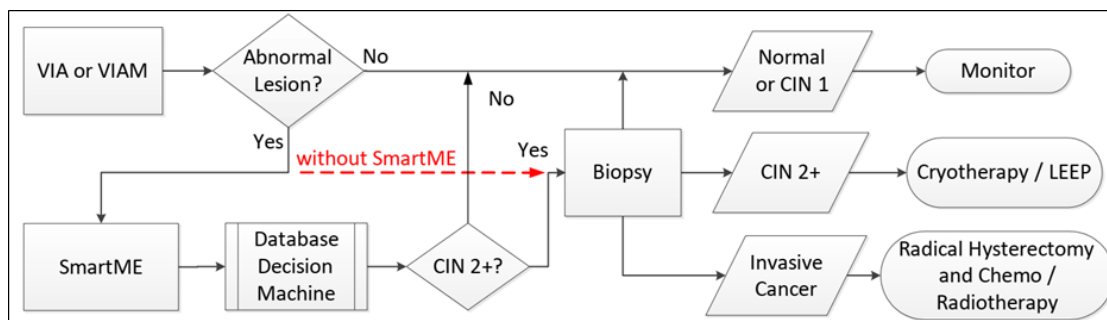 VIA or VIAM
Abnormal
Lesion?
No
Normal
or CIN 1
Monitor
No
Yes
without SmartME
Yes
Biopsy
CIN 2+
Cryotherapy / LEEP
SmartME
Database
Decision
Machine
CIN 2+?
Invasive
Cancer
Radical Hysterectomy
and Chemo /
Radiotherapy